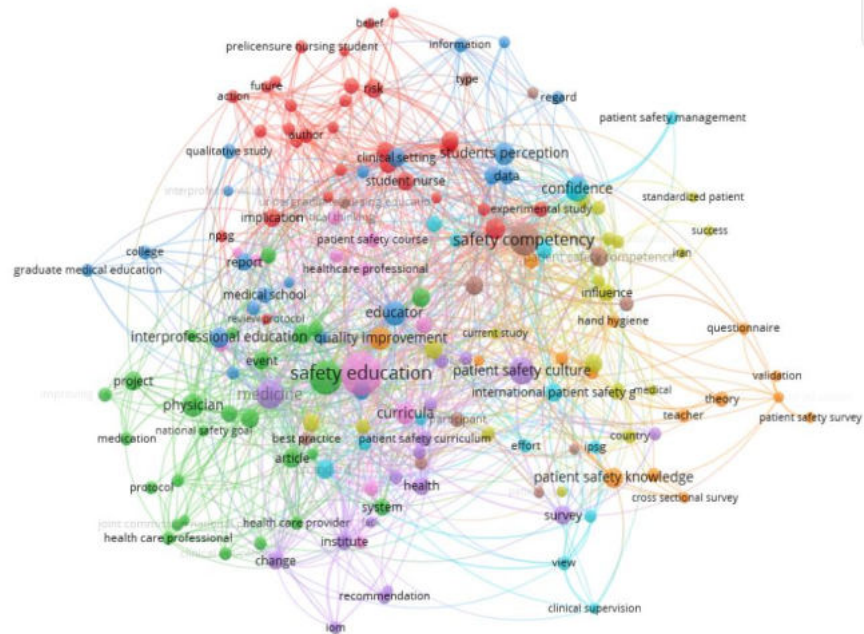 belief
prelicensure nursing student
information
type
future
risk
action
regard
patient safety management
author
qualitative study
clinical setting
students perception
data
student nurse
confidence
standardized patient
experimental study
implication
success
npsg
patient safety course
safety competency
iran
college
report
healthcare professional
graduate medical education
influence
medical school
educator
hand hygiene
review protocol
questionnaire
interprofessional education
quality improvement
current study
event
safety education
patient safety culture
validation
project
medicine
international patient safety g
medical
physician
theory
curricula
participant
teacher
patient safety survey
national safety goal
medication
best practice
patient safety curriculum
effort
ipsg
country
article
patient safety knowledge
protocol
health
cross sectional survey
system
survey
health care provider
health care professional
institute
change
view
recommendation
clinical supervision
iom